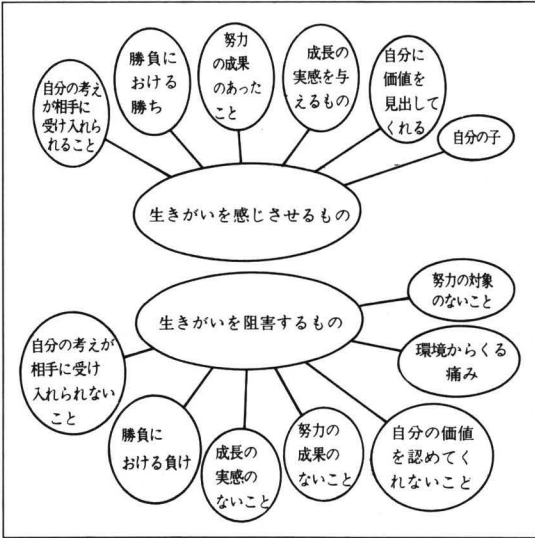 自分の考え
が相手に
受け入れら
れること
勝負に
おける
勝ち
努力
の成果
のあった
こと
成長の
実感を与
えるもの
自分に
価値を
見出して
くれる
自分の子
生きがいを感じさせるもの
生きがいを阻害するもの
努力の対象
のないこと
環境からくる
痛み
自分の考えが
相手に受け
入れられない
こと
勝負に
おける負け
成長の
実感の
ないこと
努力の
成果の
ないこと
自分の価値
を認めてく
れないこと